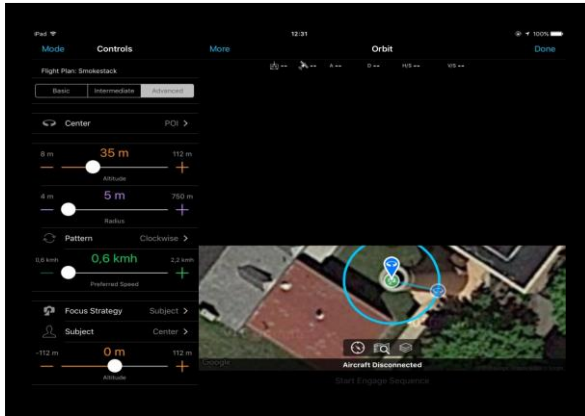 iPad 12:31 100%
Mode Controls More Orbit Done
Flight Plan: Smokestack
A -- D -- H/S -- V/S --
Basic Intermediate Advanced
Center POI >
8 m 35 m 112 m
Altitude
4 m 5 m 750 m
Radius
Pattern Clockwise >
0,6 kmh 0,6 kmh 2,2 kmh
Preferred Speed
Focus Strategy Subject >
Subject Center >
-112 m 0 m 112 m
Altitude
Google
Aircraft Disconnected
Start Engage Sequence